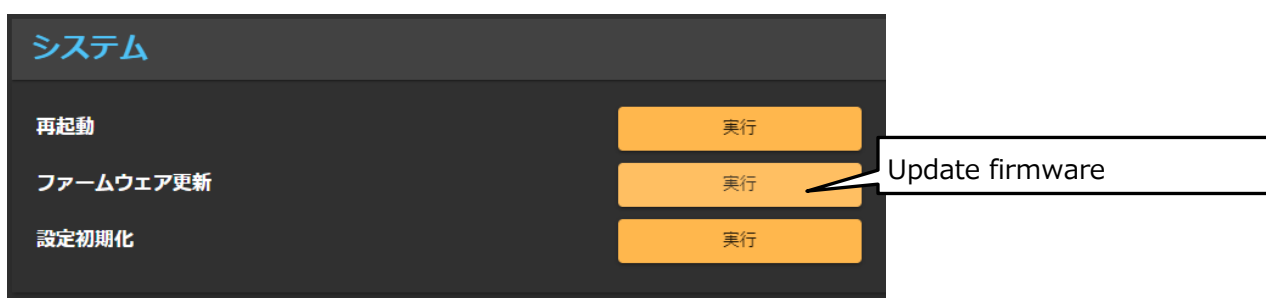 システム
再起動 実行
ファームウェア更新 実行
Update firmware
設定初期化 実行